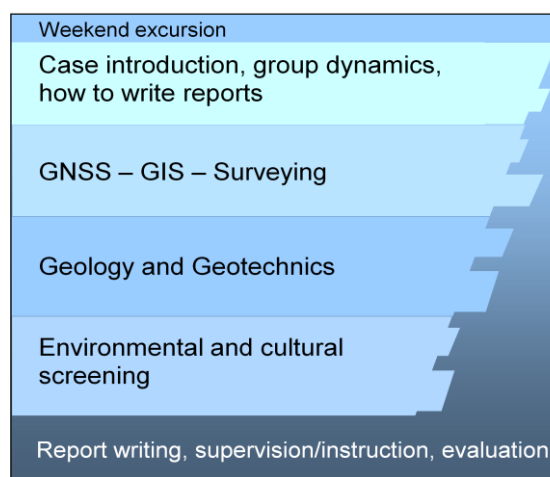 Weekend excursion
Case introduction, group dynamics,
how to write reports
GNSS – GIS – Surveying
Geology and Geotechnics
Environmental and cultural
screening
Report writing, supervision/instruction, evaluation